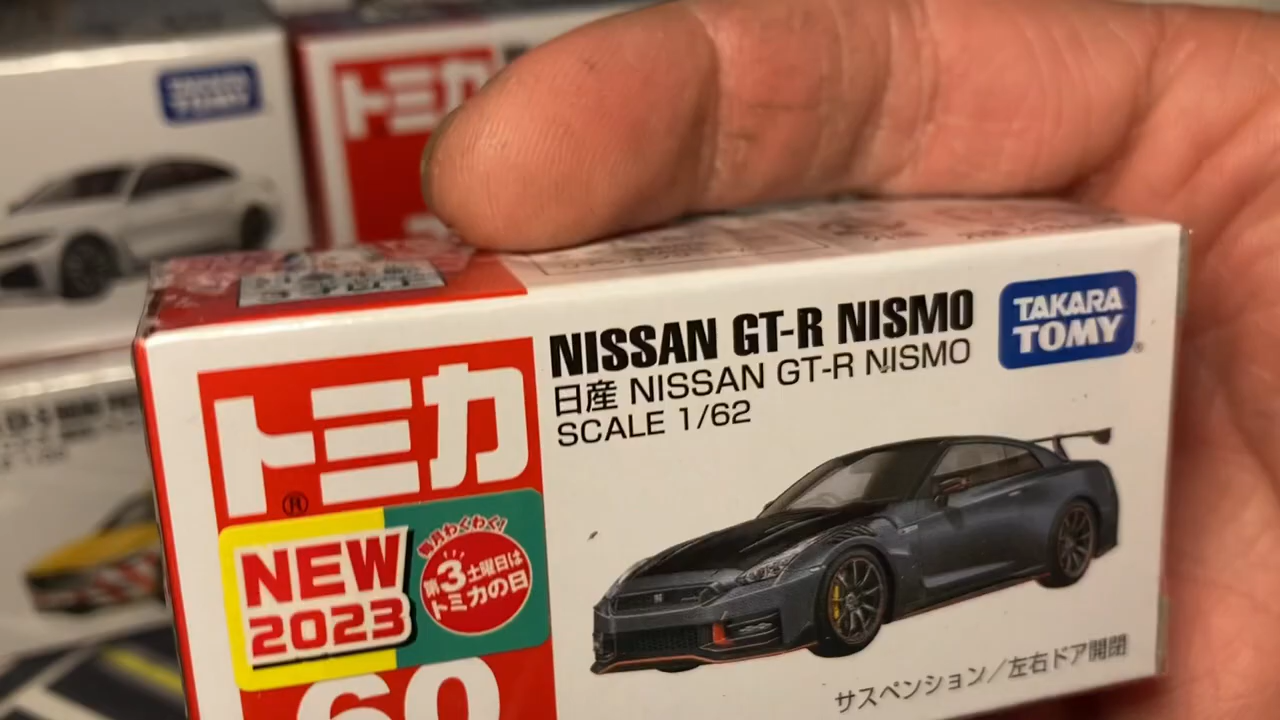 TAKARA
TOMY
トミカ
NISSAN GT-R NISMO
日産 NISSAN GT-R NISMO
SCALE 1/62
TAKARA
TOMY
®
トミカ
®
NEW
2023
毎月わくわく!
第3土曜日は
トミカの日
60
サスペンション/左右ドア開閉